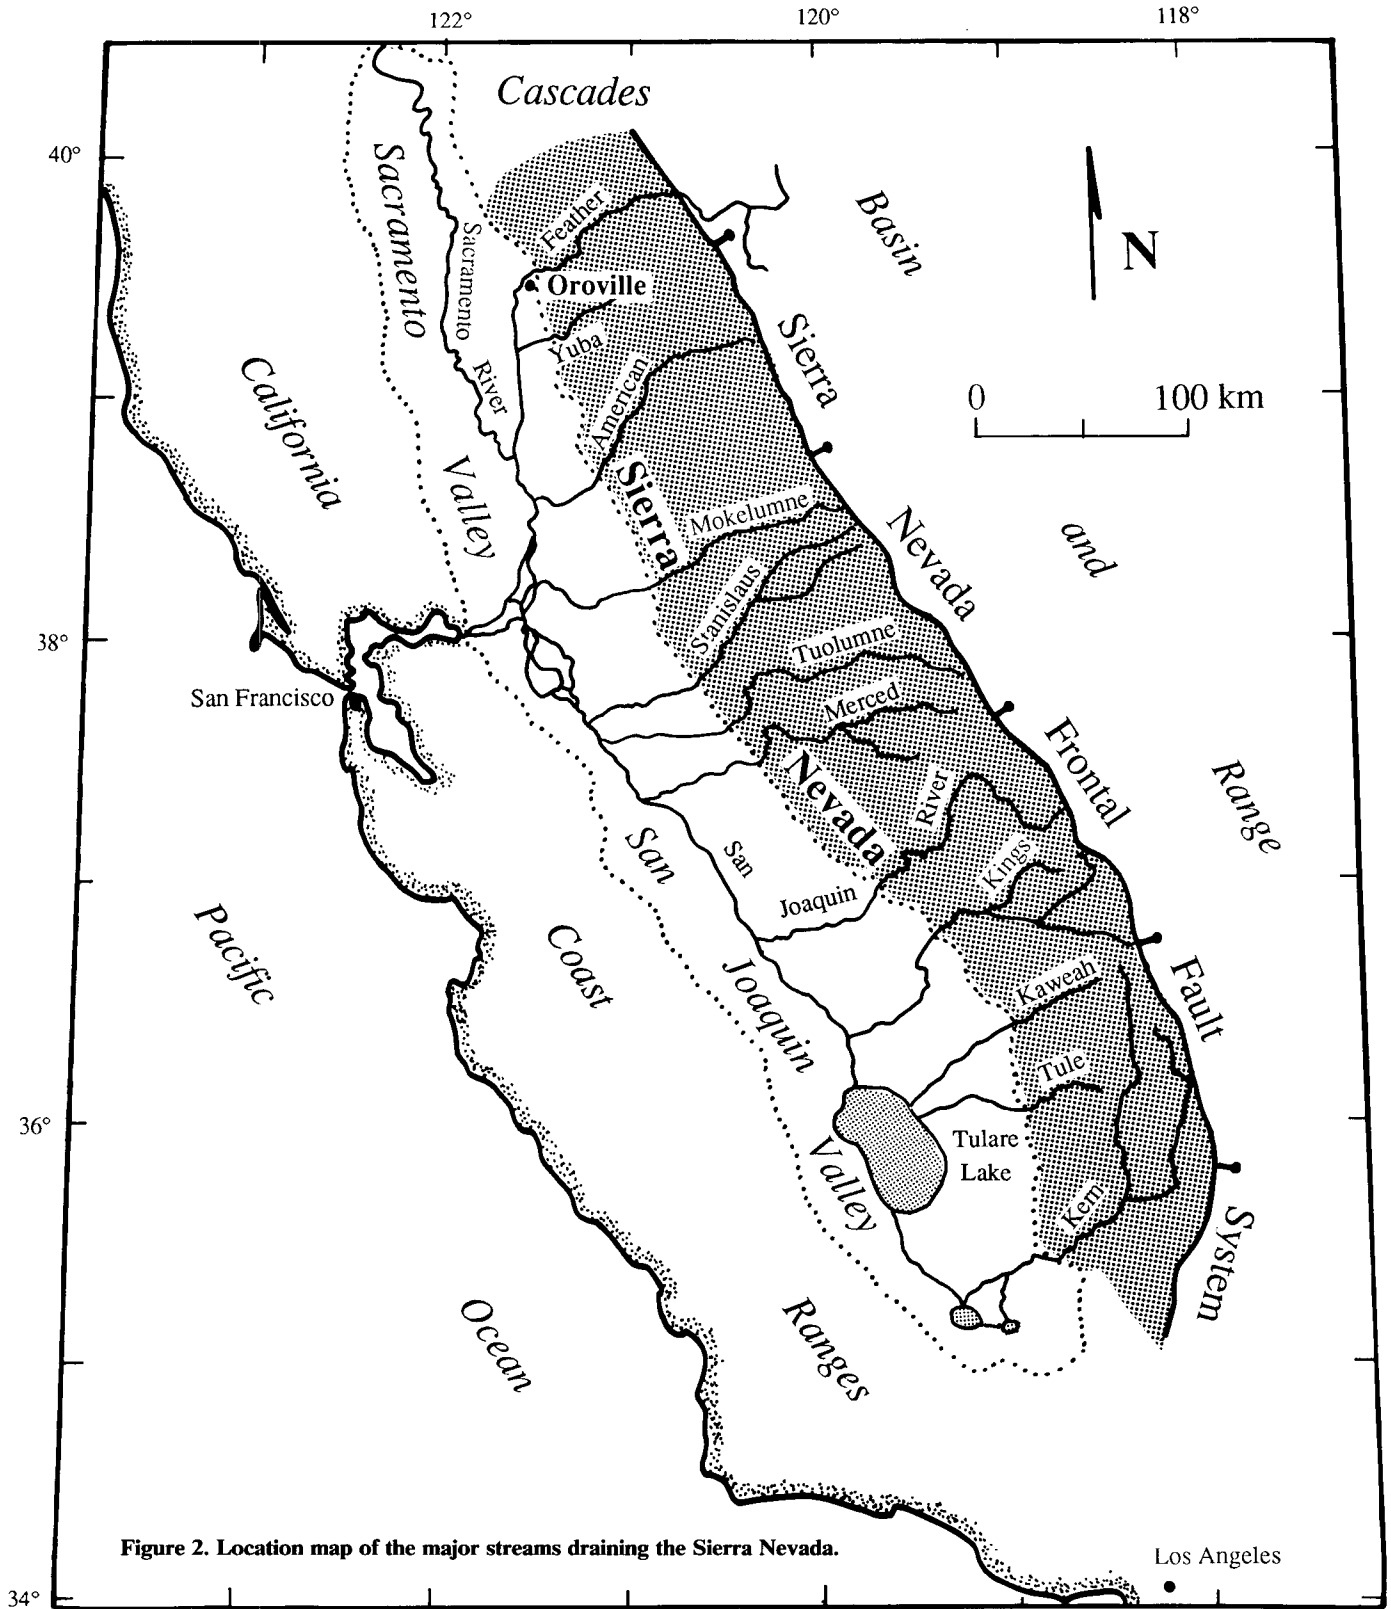 122°
120°
118°
Cascades
40°
Sacramento
Valley
Sacramento
River
Feather
Oroville
Yuba
American
Basin
and
Range
N
0
100 km
Sierra
Nevada
Frontal
Fault
System
California
Coast
Ranges
Sierra
Nevada
Mokelumne
Stanislaus
Tuolumne
Merced
38°
San Francisco
San
Joaquin
River
Kings
San
Joaquin
Valley
Kaweah
Tule
Tulare
Lake
Kern
36°
Pacific
Ocean
Figure 2. Location map of the major streams draining the Sierra Nevada.
Los Angeles
34°